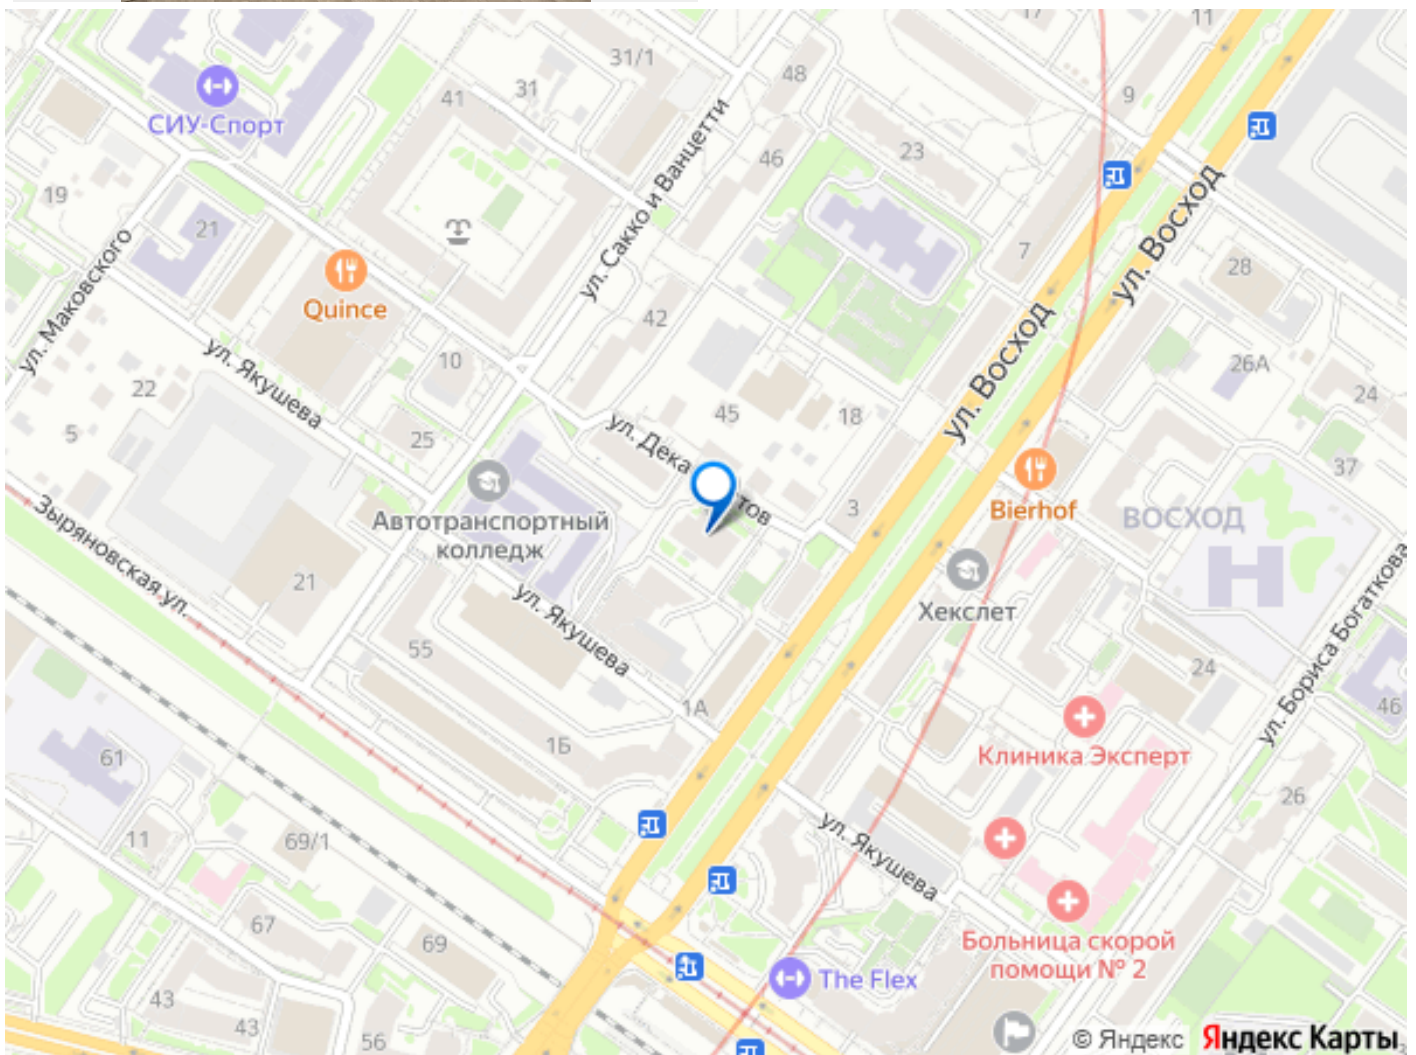 17
11
31/1
48
31
41
9
СИУ-Спорт
ул. Сакко и Ванцетти
46
23
ул. Восход
19
21
ул. Маковского
7
28
Quince
42
ул. Восход
ул. Якушева
10
26А
22
24
45
18
5
25
ул. Дека
тов
37
Bierhof
ВОСХОД
3
Автотранспортный
колледж
Зыряновская ул.
21
Хекслет
ул. Якушева
ул. Бориса Богаткова
55
24
1А
46
1Б
Клиника Эксперт
61
26
11
69/1
ул. Якушева
67
69
Больница скорой
помощи № 2
The Flex
43
43
56
© Яндекс Яндекс Карты